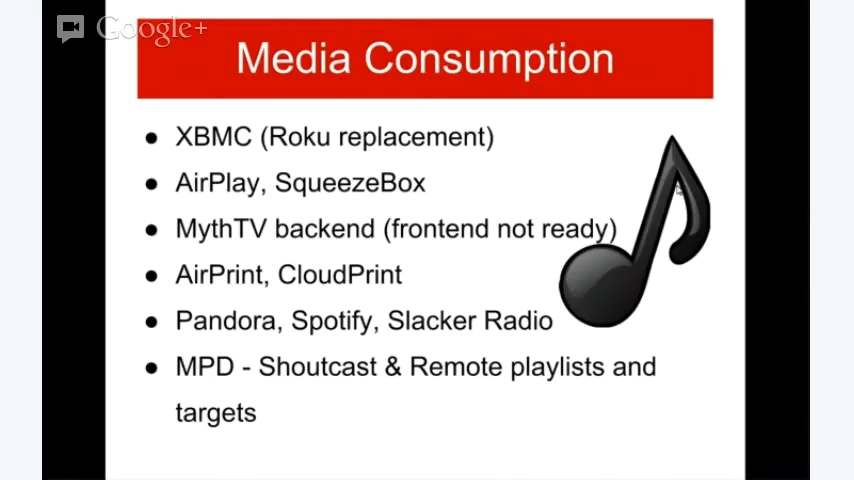 Google+
Media Consumption
● XBMC (Roku replacement)
● AirPlay, SqueezeBox
● MythTV backend (frontend not ready)
● AirPrint, CloudPrint
● Pandora, Spotify, Slacker Radio
● MPD - Shoutcast & Remote playlists and
targets